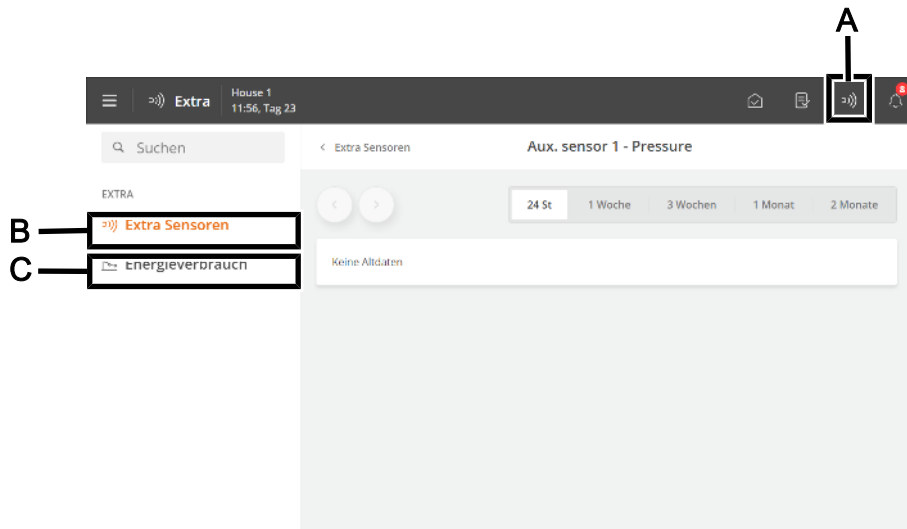 A
Extra
House 1
11:56, Tag 23
8
Suchen
Extra Sensoren
Aux. sensor 1 - Pressure
EXTRA
24 St 1 Woche 3 Wochen 1 Monat 2 Monate
B
Extra Sensoren
C
Energieverbrauch
Keine Altdaten